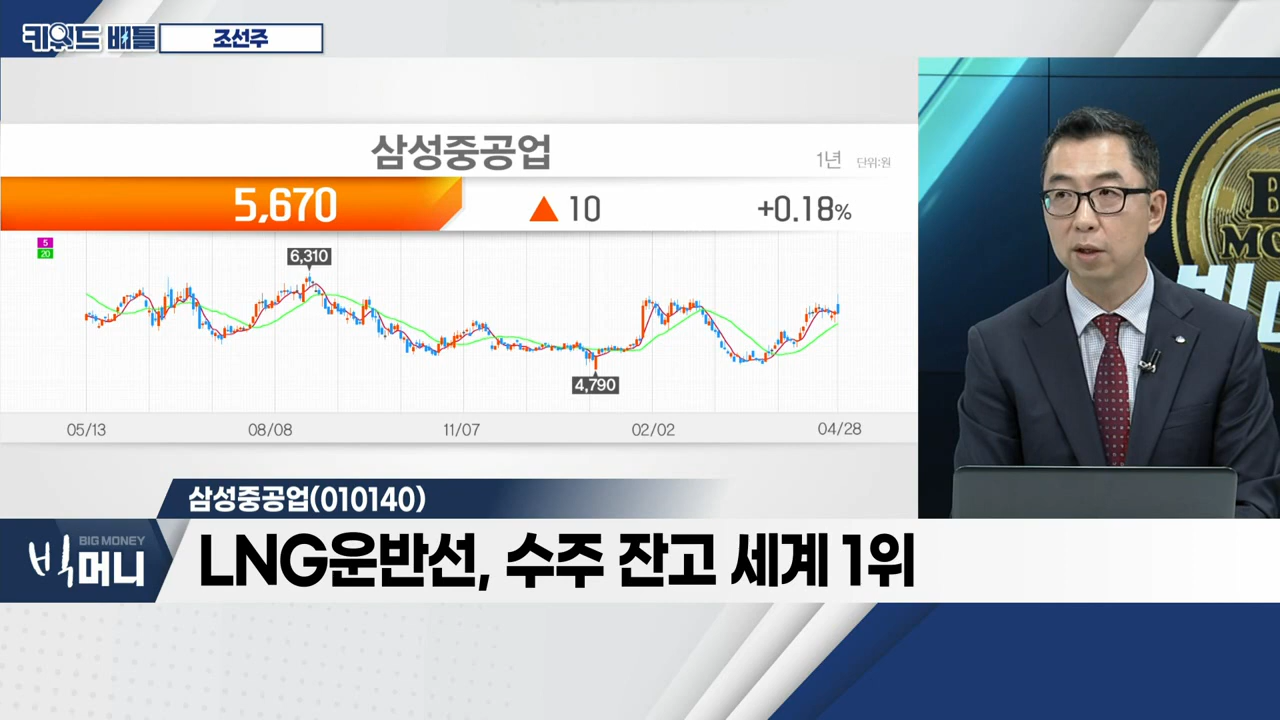 키워드 배틀
조선주
삼성중공업
1년 단위:원
5,670 ▲ 10 +0.18%
5
20
6,310
4,790
05/13 08/08 11/07 02/02 04/28
삼성중공업(010140)
BIG MONEY
빅머니
LNG운반선, 수주 잔고 세계 1위